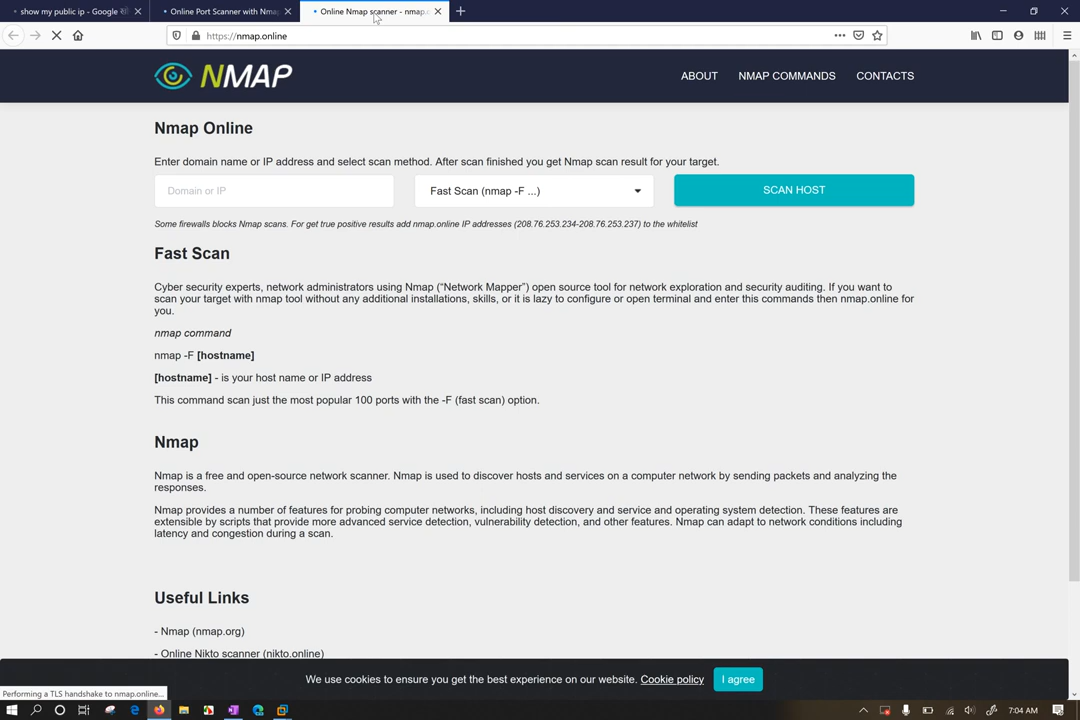 show my public ip - Google
Online Port Scanner with Nma
Online Nmap scanner - nmap.o
https://nmap.online
NMAP
ABOUT
NMAP COMMANDS
CONTACTS
Nmap Online
Enter domain name or IP address and select scan method. After scan finished you get Nmap scan result for your target.
Domain or IP
Fast Scan (nmap -F ...)
SCAN HOST
Some firewalls blocks Nmap scans. For get true positive results add nmap.online IP addresses (208.76.253.234-208.76.253.237) to the whitelist
Fast Scan
Cyber security experts, network administrators using Nmap (“Network Mapper”) open source tool for network exploration and security auditing. If you want to
scan your target with nmap tool without any additional installations, skills, or it is lazy to configure or open terminal and enter this commands then nmap.online for
you.
nmap command
nmap -F [hostname]
[hostname] - is your host name or IP address
This command scan just the most popular 100 ports with the -F (fast scan) option.
Nmap
Nmap is a free and open-source network scanner. Nmap is used to discover hosts and services on a computer network by sending packets and analyzing the
responses.
Nmap provides a number of features for probing computer networks, including host discovery and service and operating system detection. These features are
extensible by scripts that provide more advanced service detection, vulnerability detection, and other features. Nmap can adapt to network conditions including
latency and congestion during a scan.
Useful Links
- Nmap (nmap.org)
- Online Nikto scanner (nikto.online)
We use cookies to ensure you get the best experience on our website. Cookie policy
I agree
Performing a TLS handshake to nmap.online...
7:04 AM